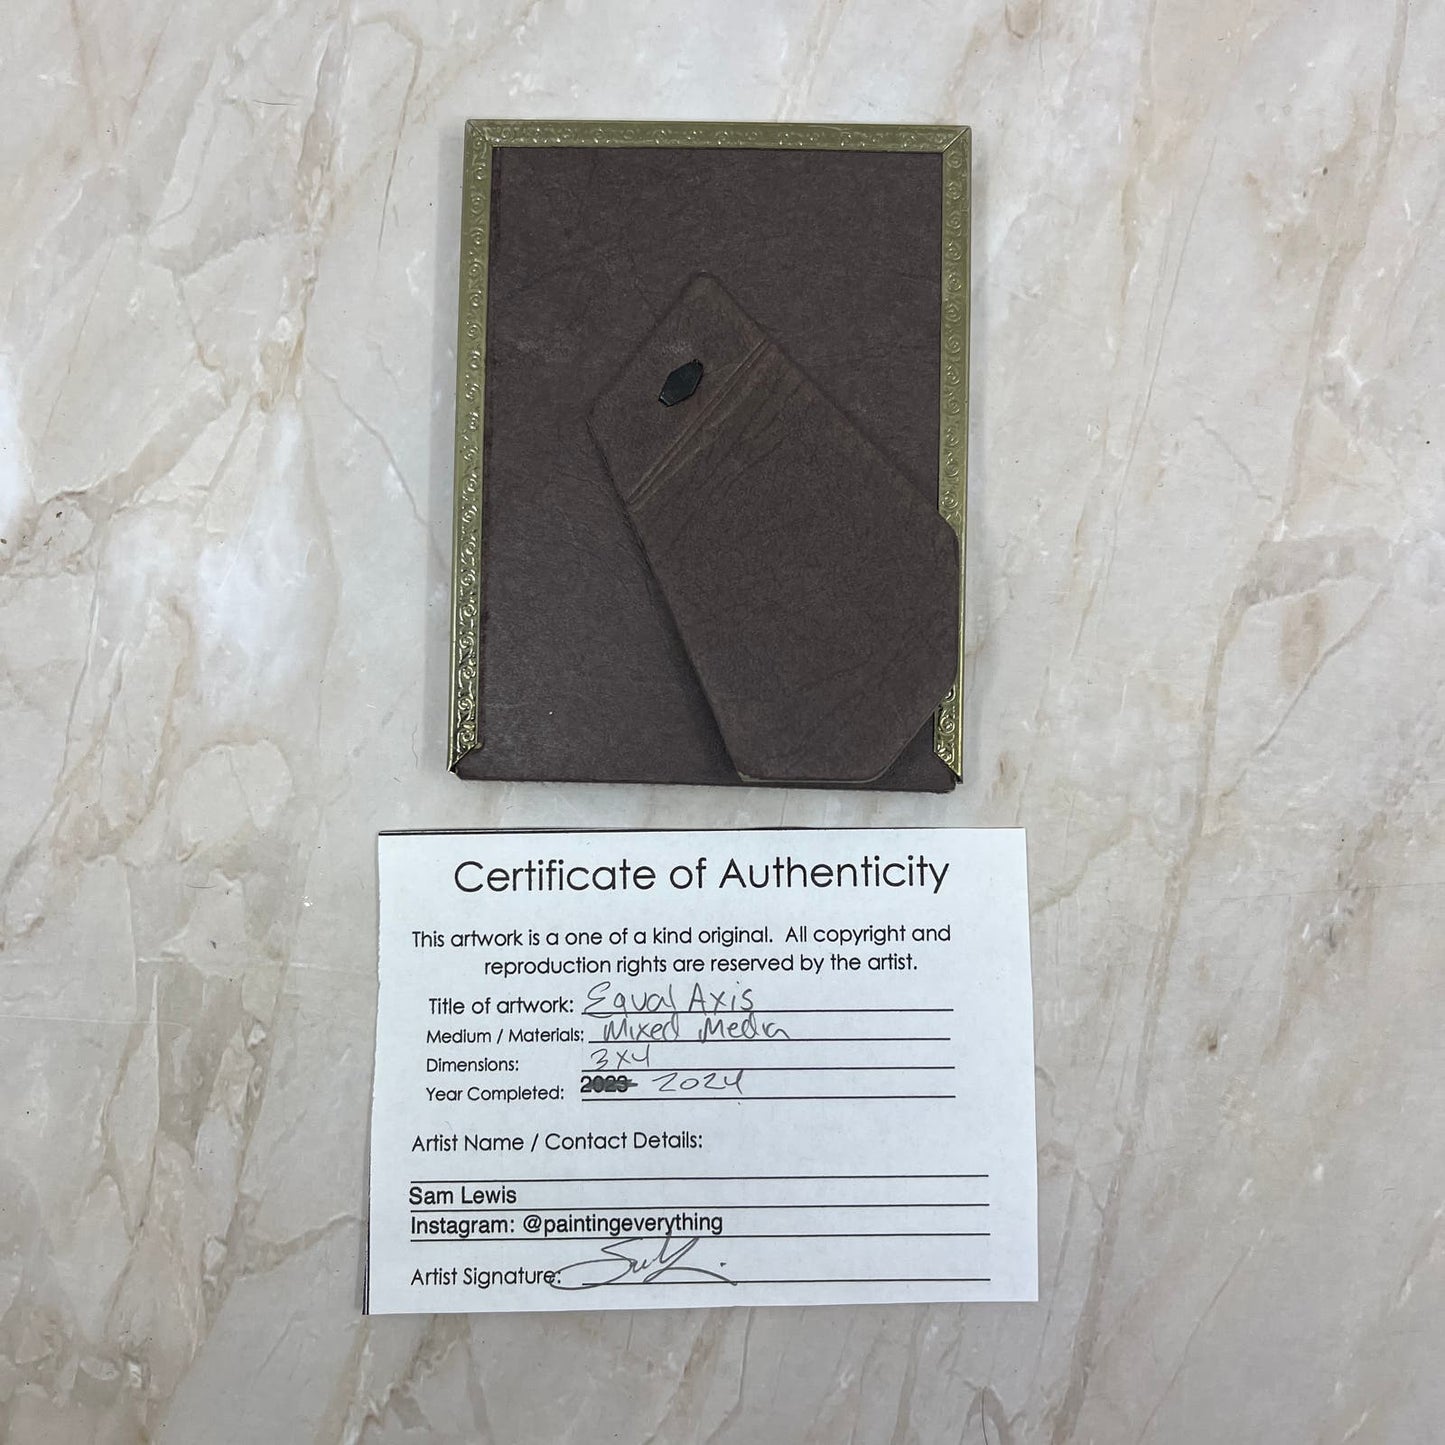 Certificate of Authenticity
This artwork is a one of a kind original. All copyright and
reproduction rights are reserved by the artist.
Title of artwork: Equal Axis
Medium / Materials: Mixed Media
Dimensions: 3x4
Year Completed: 2023 2024
Artist Name / Contact Details:
Sam Lewis
Instagram: @paintingeverything
Artist Signature: